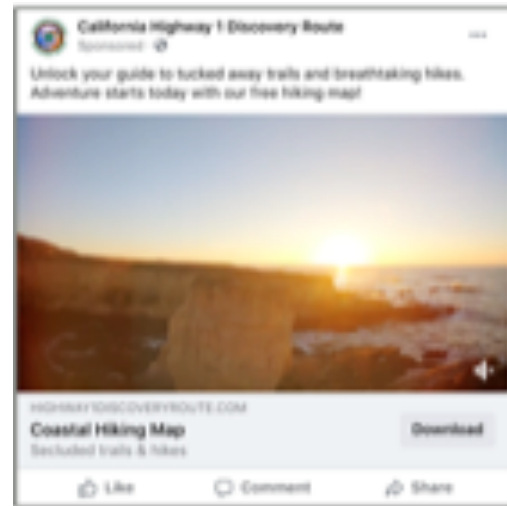 California Highway 1 Discovery Route
Sponsored ·
Unlock your guide to tucked away trails and breathtaking hikes.
Adventure starts today with our free hiking map!
HIGHWAY1DISCOVERYROUTE.COM
Coastal Hiking Map
Download
Secluded trails & hikes
Like
Comment
Share